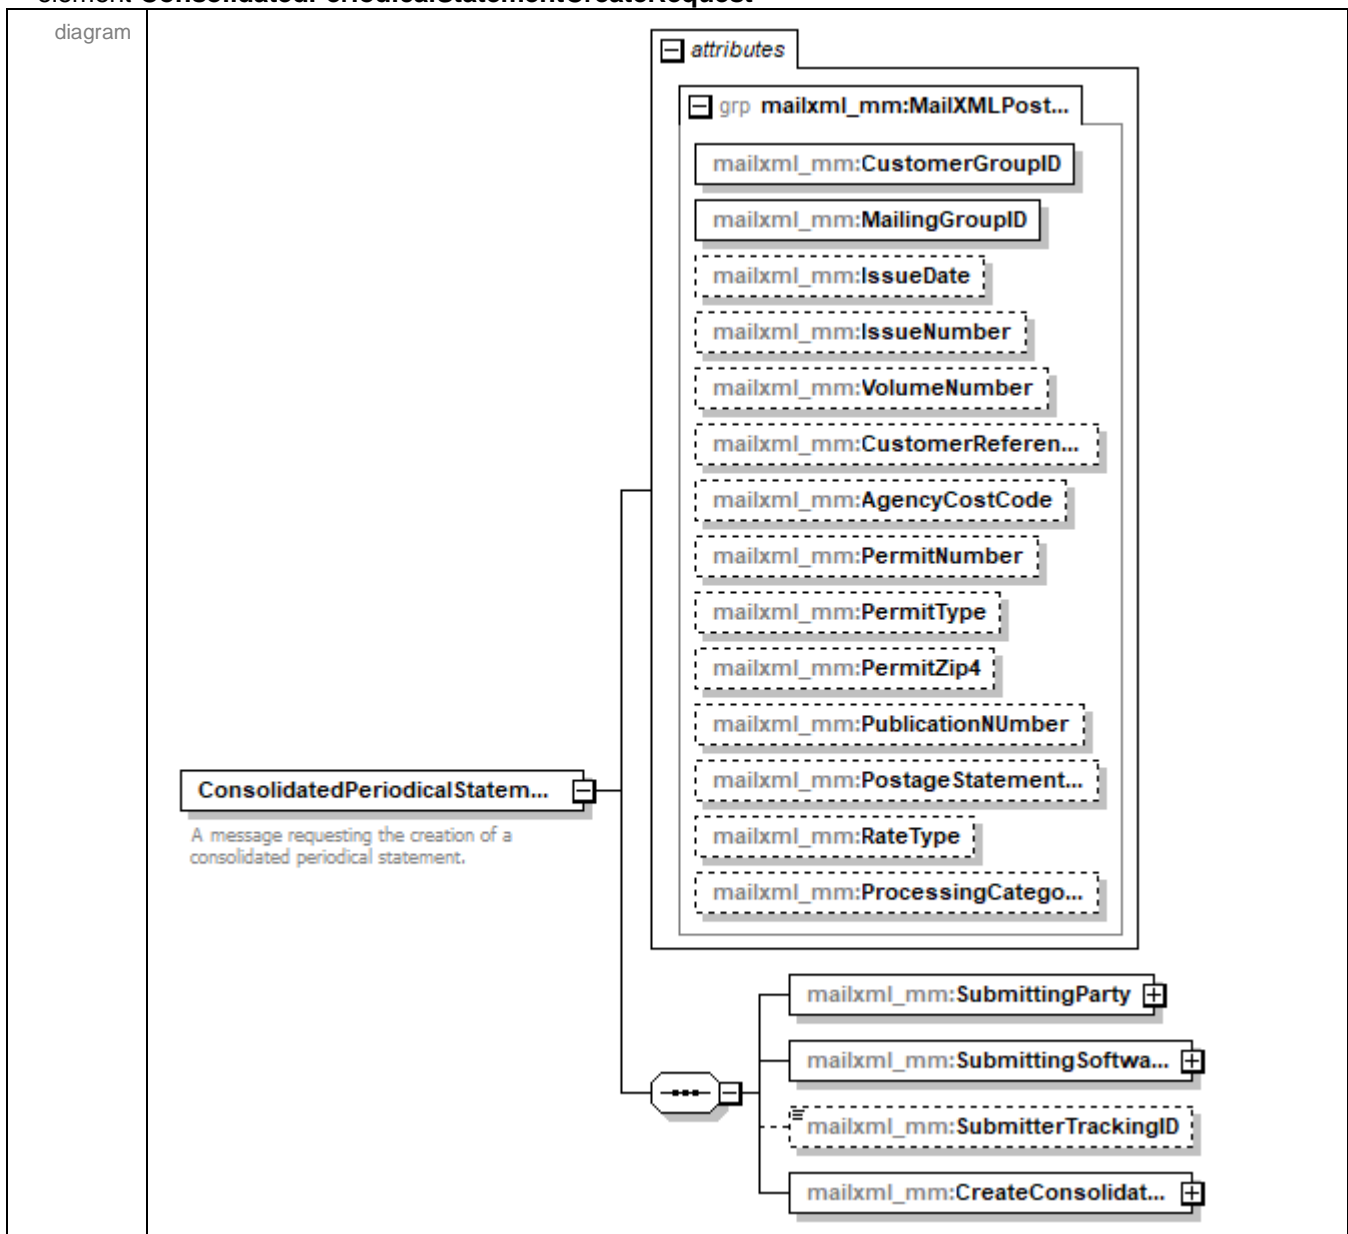 element ConsolidatedPeriodicalStatementCreateRequest
diagram
attributes
grp mailxml_mm:MailXMLPost...
mailxml_mm:CustomerGroupID
mailxml_mm:MailingGroupID
mailxml_mm:IssueDate
mailxml_mm:IssueNumber
mailxml_mm:VolumeNumber
mailxml_mm:CustomerReferen...
mailxml_mm:AgencyCostCode
mailxml_mm:PermitNumber
mailxml_mm:PermitType
mailxml_mm:PermitZip4
mailxml_mm:PublicationNUmber
mailxml_mm:PostageStatement...
mailxml_mm:RateType
mailxml_mm:ProcessingCatego...
ConsolidatedPeriodicalStatem...
A message requesting the creation of a
consolidated periodical statement.
mailxml_mm:SubmittingParty
mailxml_mm:SubmittingSoftwa...
mailxml_mm:SubmitterTrackingID
mailxml_mm:CreateConsolidat...